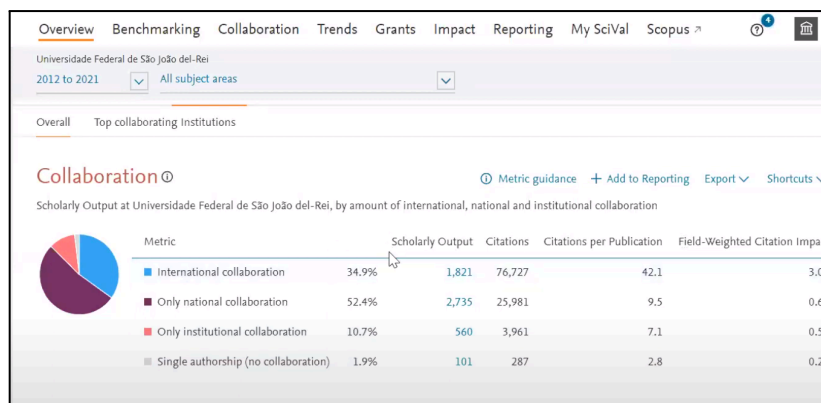 Overview Benchmarking Collaboration Trends Grants Impact Reporting My SciVal Scopus ↗ 4
Universidade Federal de São João del-Rei
2012 to 2021 All subject areas
Overall Top collaborating Institutions
Collaboration
Metric guidance + Add to Reporting Export Shortcuts
Scholarly Output at Universidade Federal de São João del-Rei, by amount of international, national and institutional collaboration
Metric Scholarly Output Citations Citations per Publication Field-Weighted Citation Impa
International collaboration 34.9% 1,821 76,727 42.1 3.0
Only national collaboration 52.4% 2,735 25,981 9.5 0.6
Only institutional collaboration 10.7% 560 3,961 7.1 0.5
Single authorship (no collaboration) 1.9% 101 287 2.8 0.2